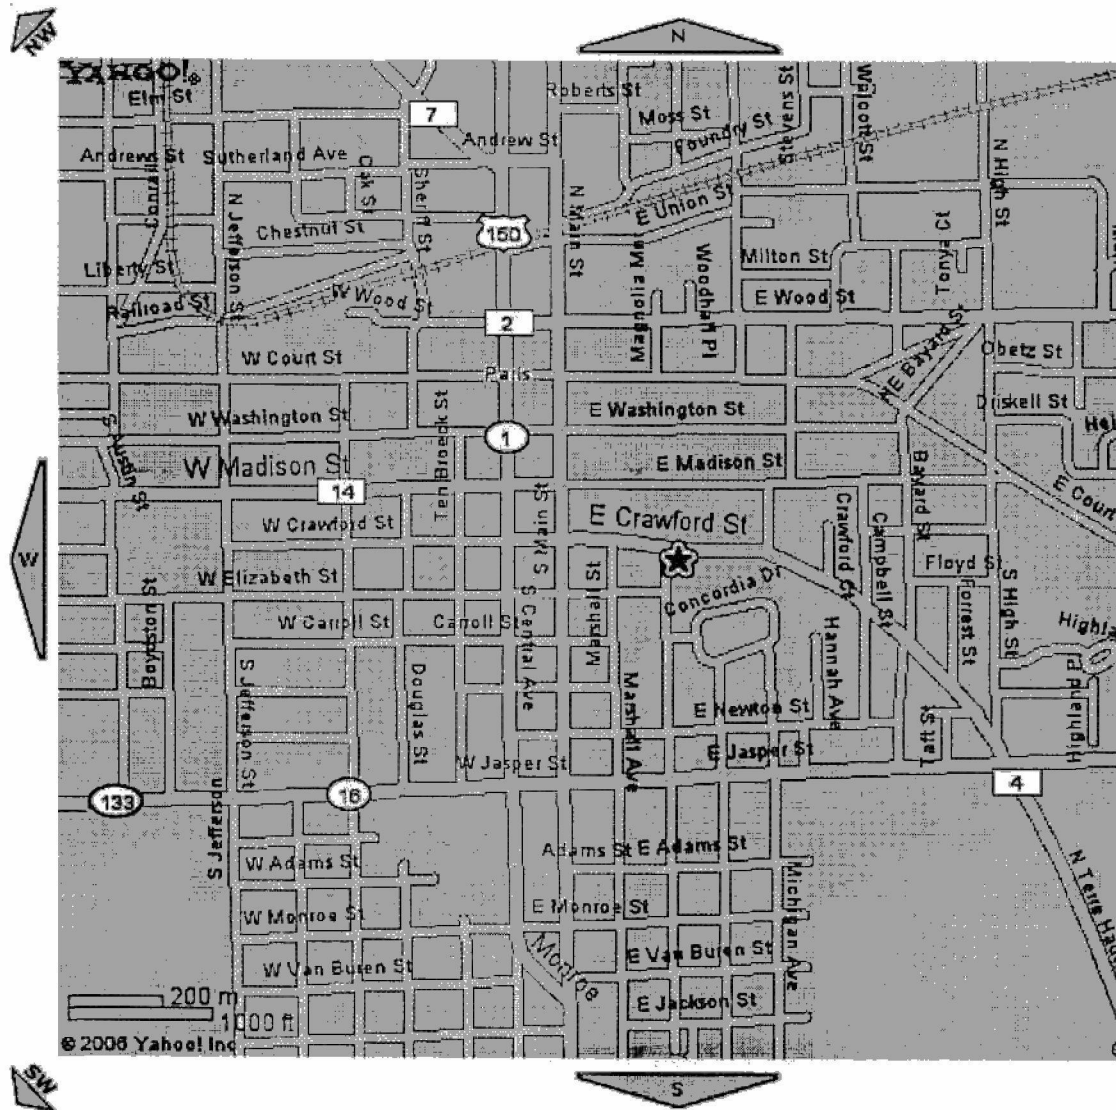 NW
N
YAHOO!
Elm St
Roberts St
Moss St
Stevens St
Walcott St
7
Andrew St
Foundry St
Andrews St
Sutherland Ave
Oak St
Conrail
N Jefferson St
N Main St
N High St
E Union St
Chestnut St
150
Magnolia Ma
Woodham Pl
Milton St
Tonya Ct
Liberty St
Railroad St
W Wood St
E Wood St
2
NE Bayard St
Obetz St
W Court St
Paris
Driskell St
W Washington St
Ten Broeck St
E Washington St
1
S Austin St
W Madison St
E Madison St
Bayard St
E Court
14
W Crawford St
S Main St
E Crawford St
Crawford Ct
Campbell St
W
W Elizabeth St
Floyd St
Concordia Dr
Boydston St
W Carroll St
Carroll St
S Central Ave
Marshall St
Forrest St
S High St
Highla
Hannah Ave
S Jefferson St
Douglas St
Marshall Ave
E Newton St
Taft St
Highland Pl
W Jasper St
E Jasper St
133
16
4
S Jefferson
W Adams St
Adams St
E Adams St
N Terre Haute
W Monroe St
E Monroe St
Michigan Ave
W Van Buren St
Monroe
E Van Buren St
200 m
E Jackson St
1000 ft
© 2006 Yahoo! Inc
SW
S